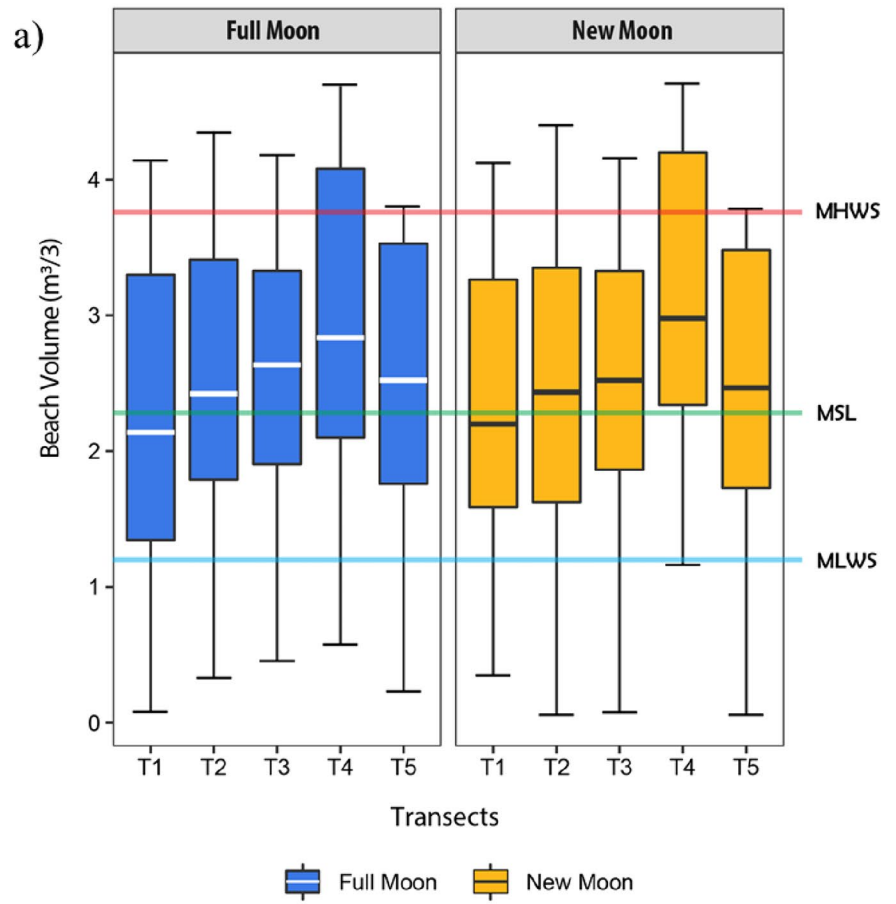 a)
Full Moon
New Moon
Beach Volume (m³/3)
4
3
2
1
0
MHWS
MSL
MLWS
T1 T2 T3 T4 T5
T1 T2 T3 T4 T5
Transects
Full Moon
New Moon